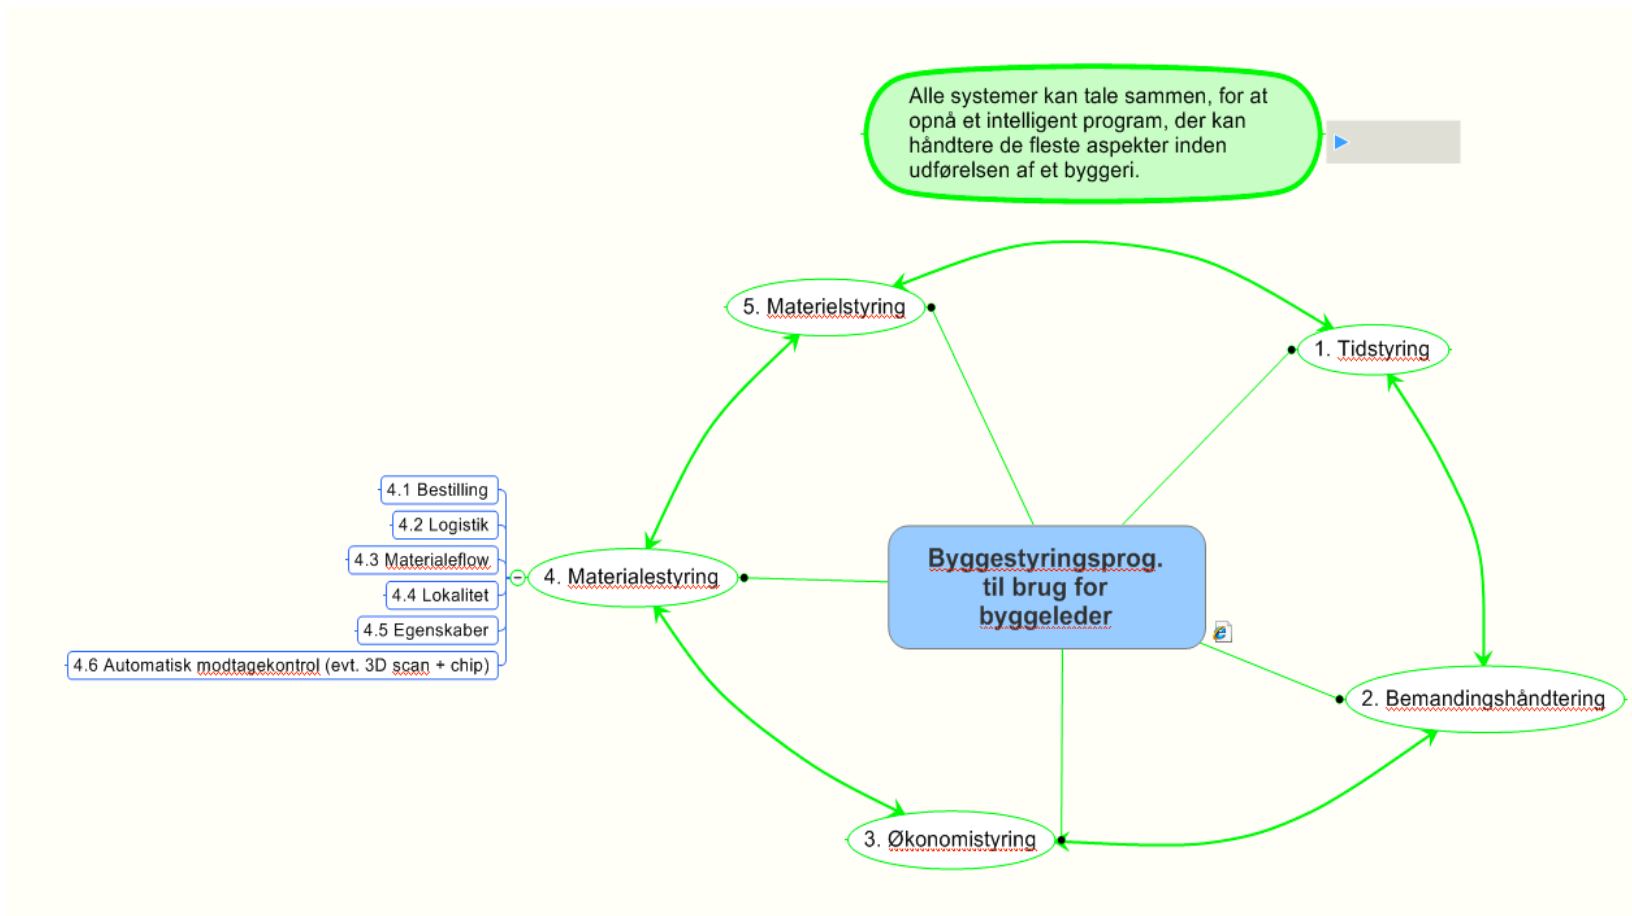 Alle systemer kan tale sammen, for at
opnå et intelligent program, der kan
håndtere de fleste aspekter inden
udførelsen af et byggeri.
5. Materielstyring
1. Tidstyring
4.1 Bestilling
4.2 Logistik
4.3 Materialeflow
4.4 Lokalitet
4.5 Egenskaber
4.6 Automatisk modtagekontrol (evt. 3D scan + chip)
4. Materialestyring
Byggestyringsprog.
til brug for
byggeleder
2. Bemandingshåndtering
3. Økonomistyring